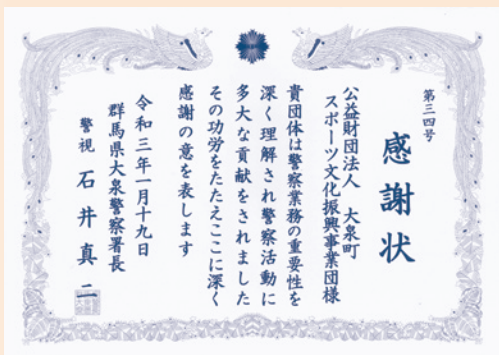 第三四号
感謝状
公益財団法人 大泉町
スポーツ文化振興事業団様
貴団体は警察業務の重要性を
深く理解され警察活動に
多大な貢献をされました
その功労をたたえここに深く
感謝の意を表します
令和三年一月十九日
群馬県大泉警察署長
警視 石井真二